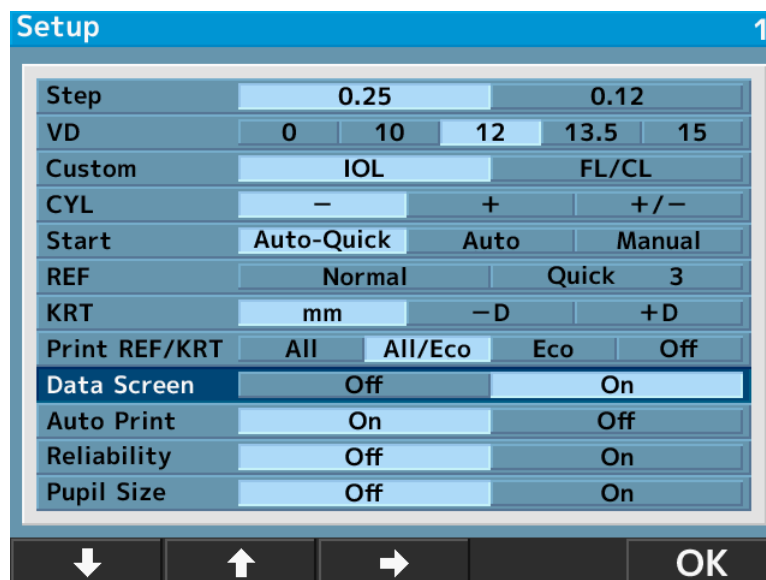 Setup 1
Step 0.25 0.12
VD 0 10 12 13.5 15
Custom IOL FL/CL
CYL − + +/−
Start Auto-Quick Auto Manual
REF Normal Quick 3
KRT mm −D +D
Print REF/KRT All All/Eco Eco Off
Data Screen Off On
Auto Print On Off
Reliability Off On
Pupil Size Off On
OK